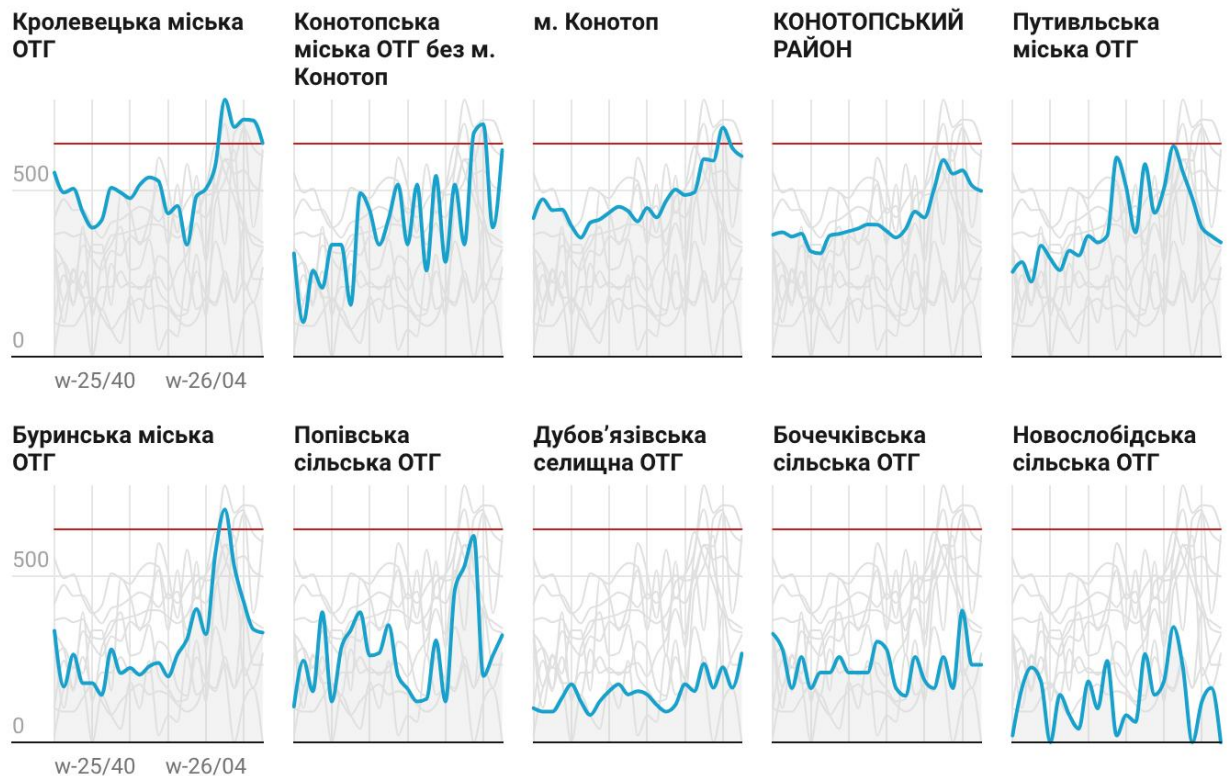 Кролевецька міська
ОТГ
Конотопська
міська ОТГ без м.
Конотоп
м. Конотоп
КОНОТОПСЬКИЙ
РАЙОН
Путивльська
міська ОТГ
500
0
w-25/40 w-26/04
Буринська міська
ОТГ
Попівська
сільська ОТГ
Дубов’язівська
селищна ОТГ
Бочечківська
сільська ОТГ
Новослобідська
сільська ОТГ
500
0
w-25/40 w-26/04